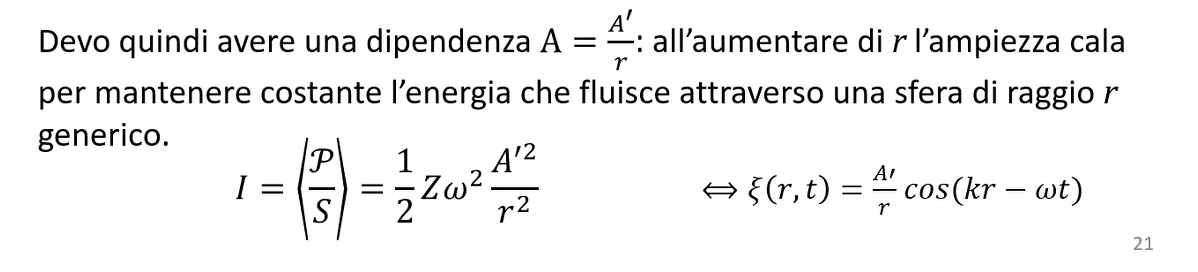 Devo quindi avere una dipendenza A = A′/r: all’aumentare di r l’ampiezza cala
per mantenere costante l’energia che fluisce attraverso una sfera di raggio r
generico.
I = ⟨𝒫/S⟩ = 1/2 Zω² A′²/r² ⟺ ξ(r, t) = A′/r cos(kr − ωt)
21